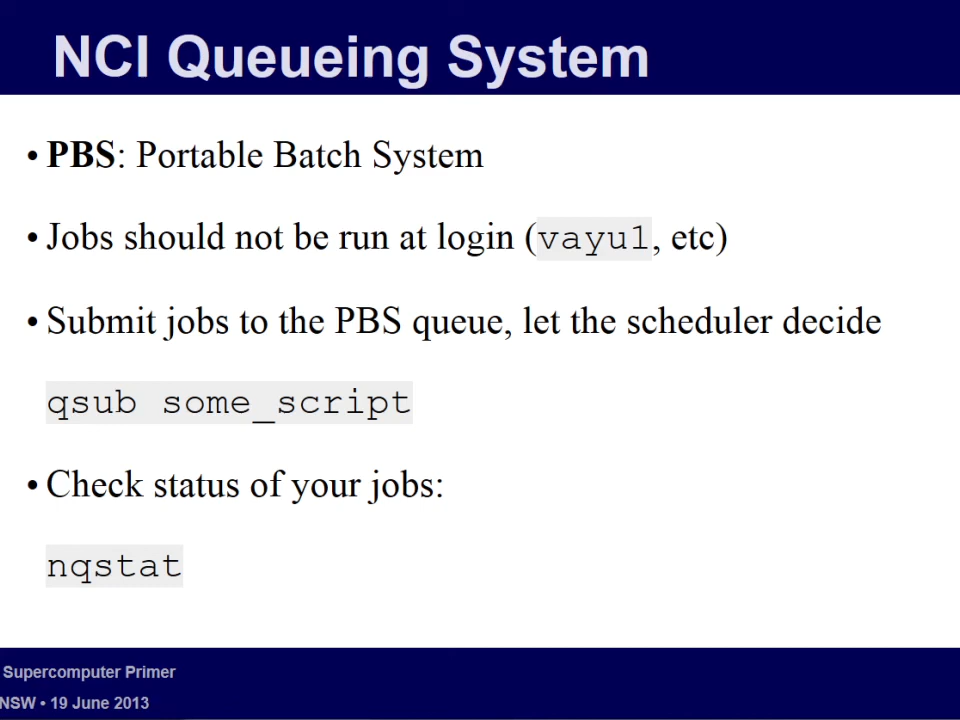 NCI Queueing System
• PBS: Portable Batch System
• Jobs should not be run at login (vayu1, etc)
• Submit jobs to the PBS queue, let the scheduler decide
qsub some_script
• Check status of your jobs:
nqstat
Supercomputer Primer
NSW • 19 June 2013